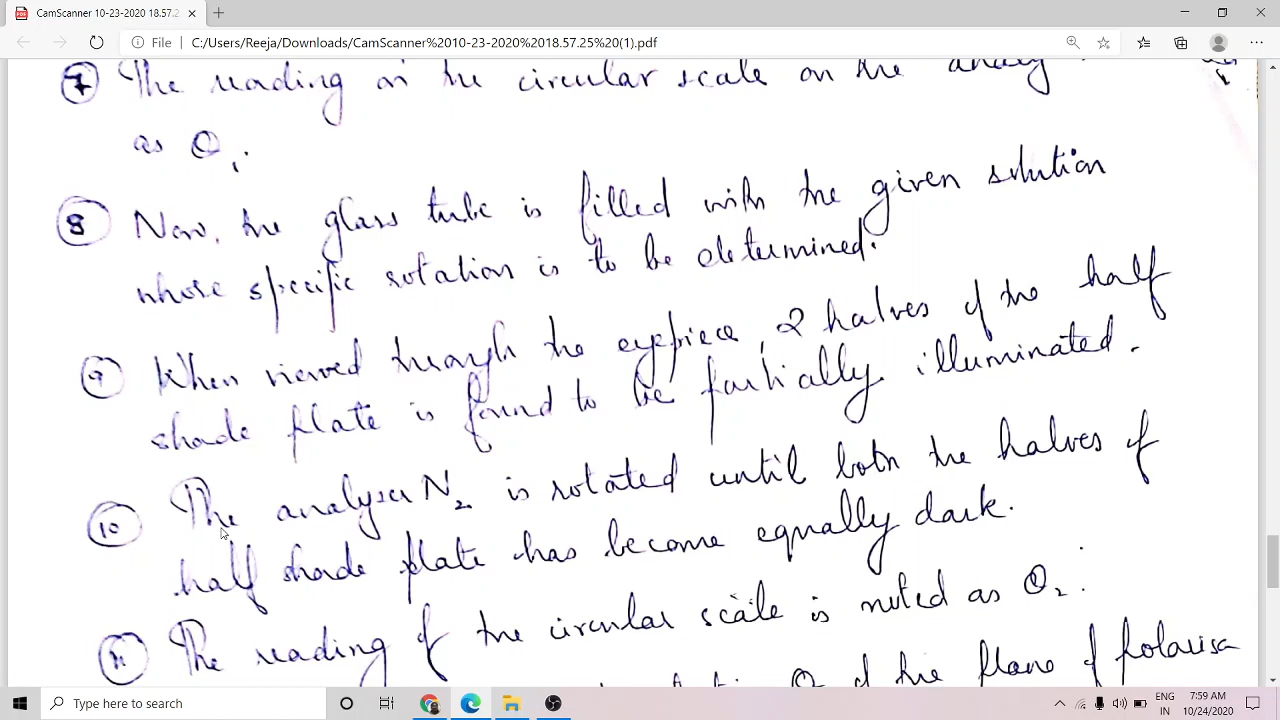 CamScanner 10-23-2020 18.57.2
File C:/Users/Reeja/Downloads/CamScanner%2010-23-2020%2018.57.25%20(1).pdf
7 The reading on the circular scale on the
as θ1.
8 Now, the glass tube is filled with the given solution
whose specific rotation is to be determined.
9 When viewed through the eyepiece, 2 halves of the half
shade plate is found to be partially illuminated.
10 The analyser N2 is rotated until both the halves of
half shade plate has become equally dark.
11 The reading of the circular scale is noted as θ2.
of the plane of polarisa
Type here to search
ENG
IN
7:59 AM
10/24/2020